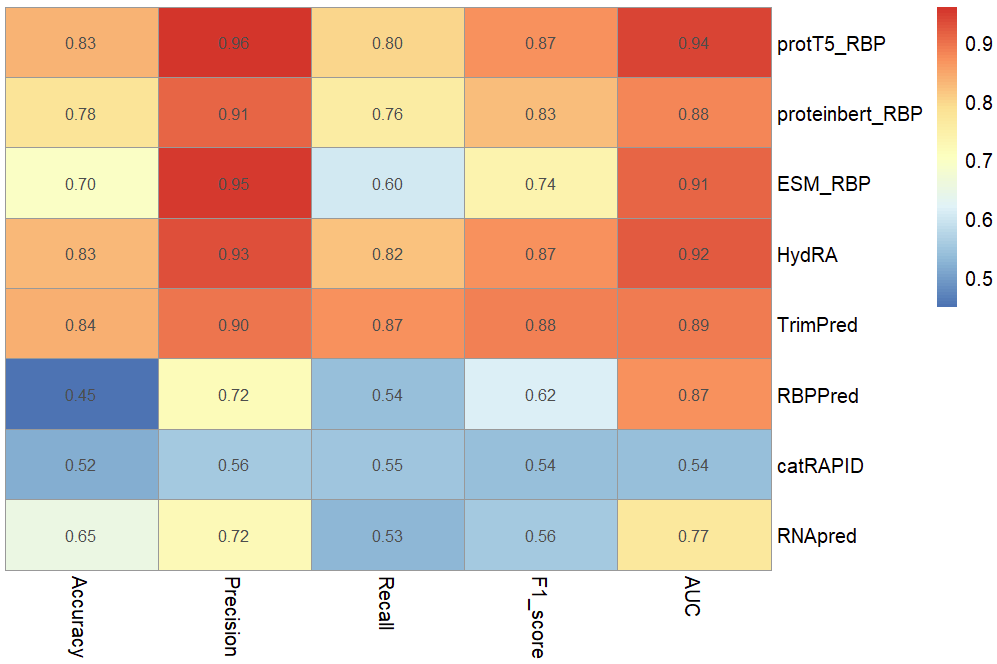 0.83 0.96 0.80 0.87 0.94 protT5_RBP
0.78 0.91 0.76 0.83 0.88 proteinbert_RBP
0.70 0.95 0.60 0.74 0.91 ESM_RBP
0.83 0.93 0.82 0.87 0.92 HydRA
0.84 0.90 0.87 0.88 0.89 TrimPred
0.45 0.72 0.54 0.62 0.87 RBPPred
0.52 0.56 0.55 0.54 0.54 catRAPID
0.65 0.72 0.53 0.56 0.77 RNApred
Accuracy
Precision
Recall
F1_score
AUC
0.9
0.8
0.7
0.6
0.5